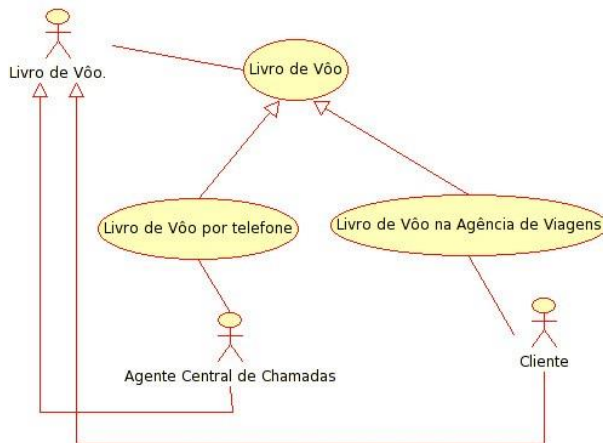 Livro de Vôo.
Livro de Vôo
Livro de Vôo por telefone
Livro de Vôo na Agência de Viagens
Agente Central de Chamadas
Cliente